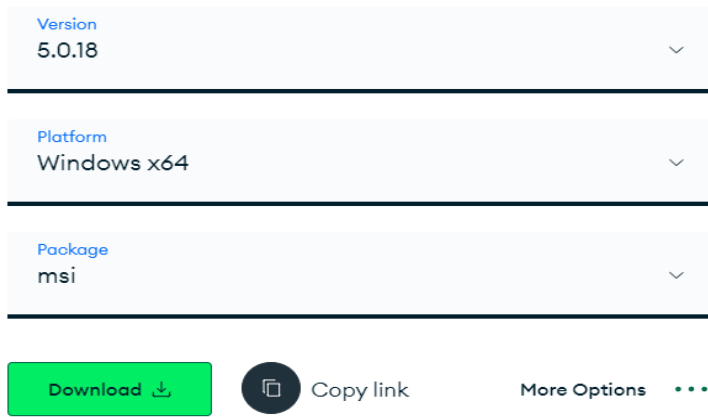 Version
5.0.18
Platform
Windows x64
Package
msi
Download
Copy link
More Options